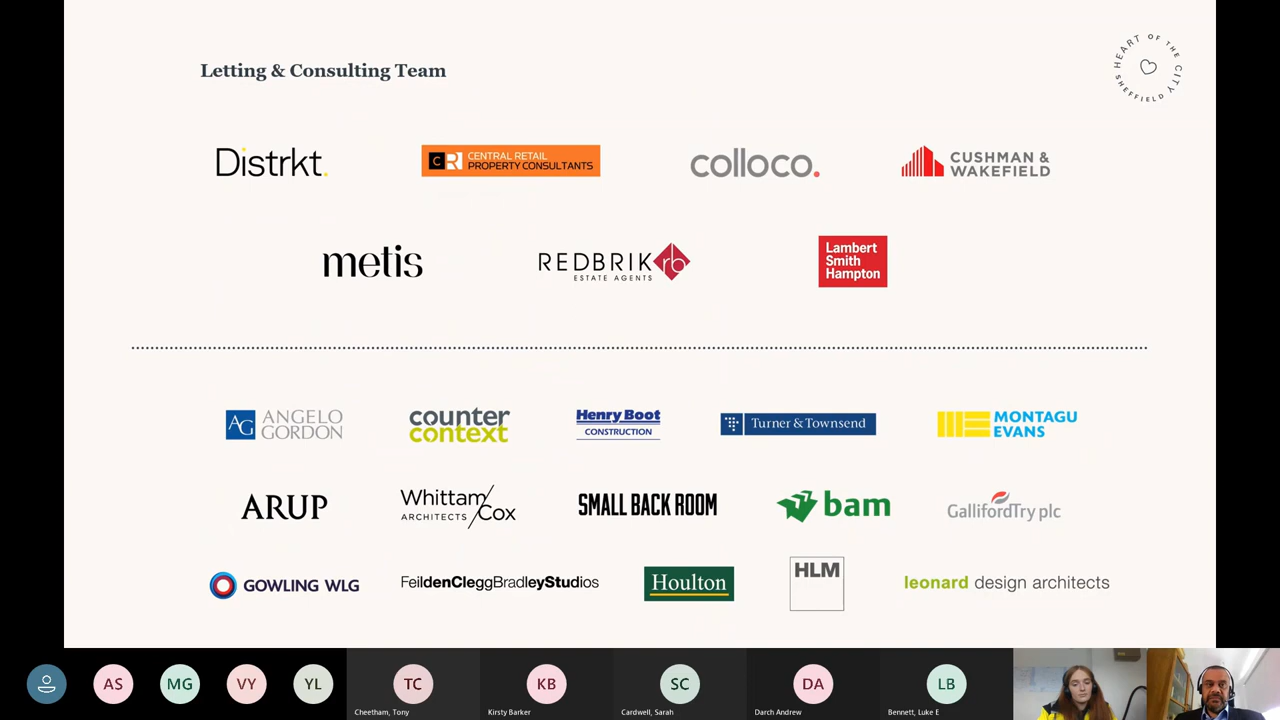 Letting & Consulting Team
HEART OF THE CITY
SHEFFIELD
Distrkt.
CR CENTRAL RETAIL
PROPERTY CONSULTANTS
colloco.
CUSHMAN &
WAKEFIELD
metis
REDBRIK rb
ESTATE AGENTS
Lambert
Smith
Hampton
AG ANGELO
GORDON
counter
context
Henry Boot
CONSTRUCTION
Turner & Townsend
MONTAGU
EVANS
ARUP
Whittam/
ARCHITECTS/Cox
SMALL BACK ROOM
bam
GallifordTry plc
GOWLING WLG
FeildenCleggBradleyStudios
Houlton
HLM
leonard design architects
AS
MG
VY
YL
TC
KB
SC
DA
LB
Cheetham, Tony
Kirsty Barker
Cardwell, Sarah
Darch Andrew
Bennett, Luke E